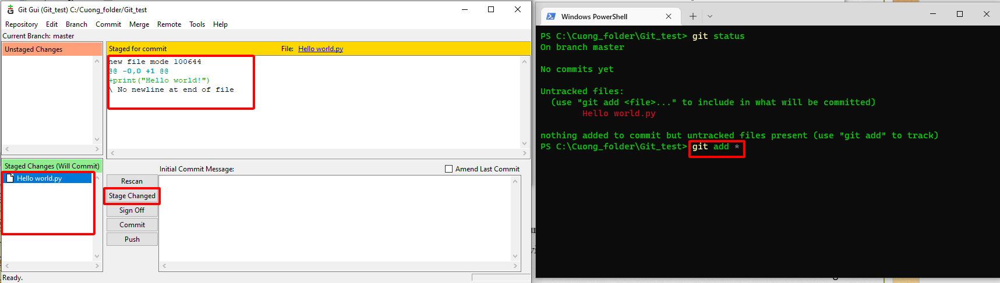 Git Gui (Git_test) C:/Cuong_folder/Git_test
Repository Edit Branch Commit Merge Remote Tools Help
Current Branch: master
Unstaged Changes
Staged for commit File: Hello world.py
new file mode 100644
@@ -0,0 +1 @@
+print("Hello world!")
\ No newline at end of file
Staged Changes (Will Commit)
Hello world.py
Initial Commit Message: Amend Last Commit
Rescan
Stage Changed
Sign Off
Commit
Push
Ready.
Windows PowerShell
PS C:\Cuong_folder\Git_test> git status
On branch master
No commits yet
Untracked files:
(use "git add <file>..." to include in what will be committed)
Hello world.py
nothing added to commit but untracked files present (use "git add" to track)
PS C:\Cuong_folder\Git_test> git add *